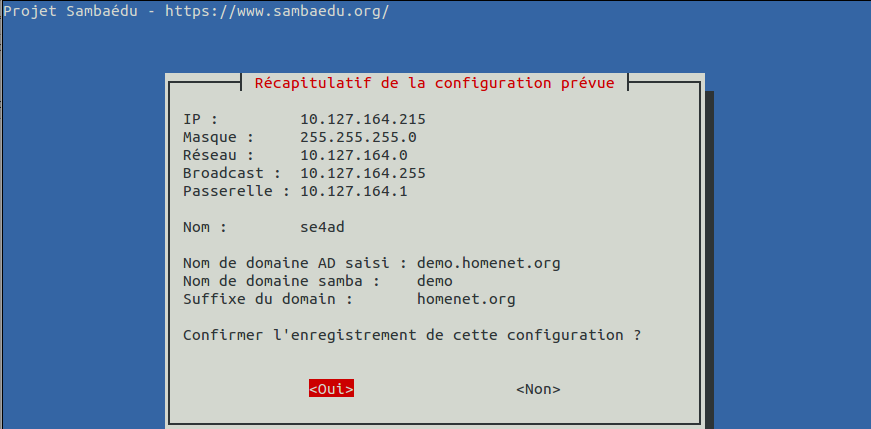 Projet Sambaédu - https://www.sambaedu.org/
Récapitulatif de la configuration prévue
IP : 10.127.164.215
Masque : 255.255.255.0
Réseau : 10.127.164.0
Broadcast : 10.127.164.255
Passerelle : 10.127.164.1
Nom : se4ad
Nom de domaine AD saisi : demo.homenet.org
Nom de domaine samba : demo
Suffixe du domain : homenet.org
Confirmer l'enregistrement de cette configuration ?
<Oui> <Non>